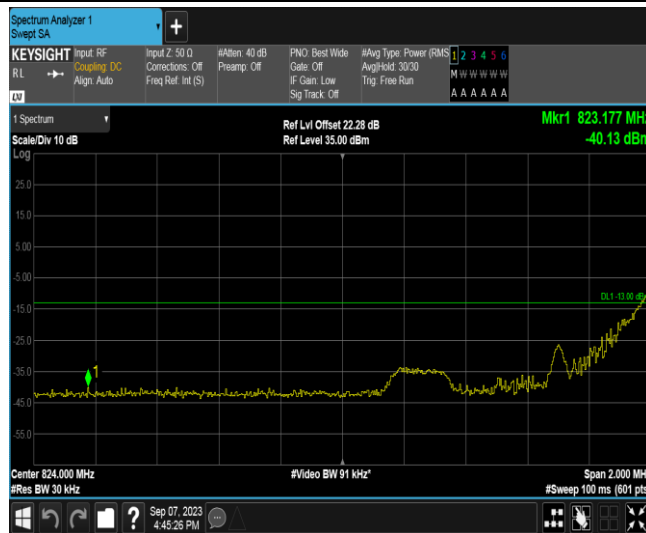 Spectrum Analyzer 1
Swept SA
+
KEYSIGHT
RL
LXI
Input: RF
Coupling: DC
Align: Auto
Input Z: 50 Ω
Corrections: Off
Freq Ref: Int (S)
#Atten: 40 dB
Preamp: Off
PNO: Best Wide
Gate: Off
IF Gain: Low
Sig Track: Off
#Avg Type: Power (RMS
Avg|Hold: 30/30
Trig: Free Run
1 2 3 4 5 6
M W W W W W
A A A A A A
1 Spectrum
Scale/Div 10 dB
Ref Lvl Offset 22.28 dB
Ref Level 35.00 dBm
Mkr1 823.177 MHz
-40.13 dBm
Log
25.0
15.0
5.00
-5.00
DL1 -13.00 dB
-15.0
-35.0
1
-45.0
-55.0
Center 824.000 MHz
#Video BW 91 kHz*
Span 2.000 MH
#Res BW 30 kHz
#Sweep 100 ms (601 pts
?
Sep 07, 2023
4:45:26 PM